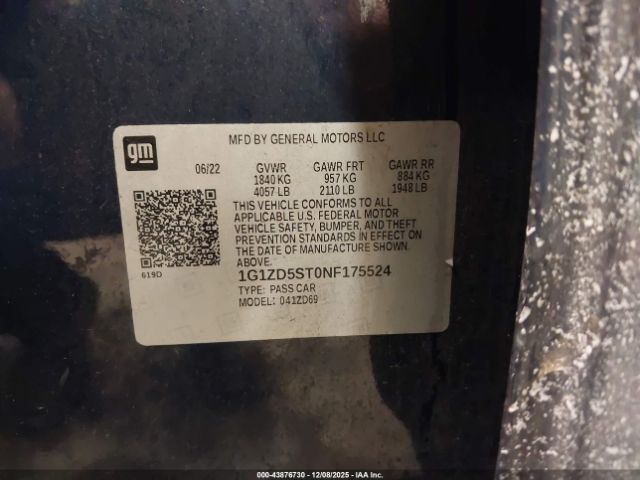 gm
MFD BY GENERAL MOTORS LLC
06/22 GVWR GAWR FRT GAWR RR
1840 KG 957 KG 884 KG
4057 LB 2110 LB 1948 LB
THIS VEHICLE CONFORMS TO ALL
APPLICABLE U.S. FEDERAL MOTOR
VEHICLE SAFETY, BUMPER, AND THEFT
PREVENTION STANDARDS IN EFFECT ON
THE DATE OF MANUFACTURE SHOWN
ABOVE.
619D
1G1ZD5ST0NF175524
TYPE: PASS CAR
MODEL: 041ZD69
000-43876730 - 12/08/2025 - IAA Inc.